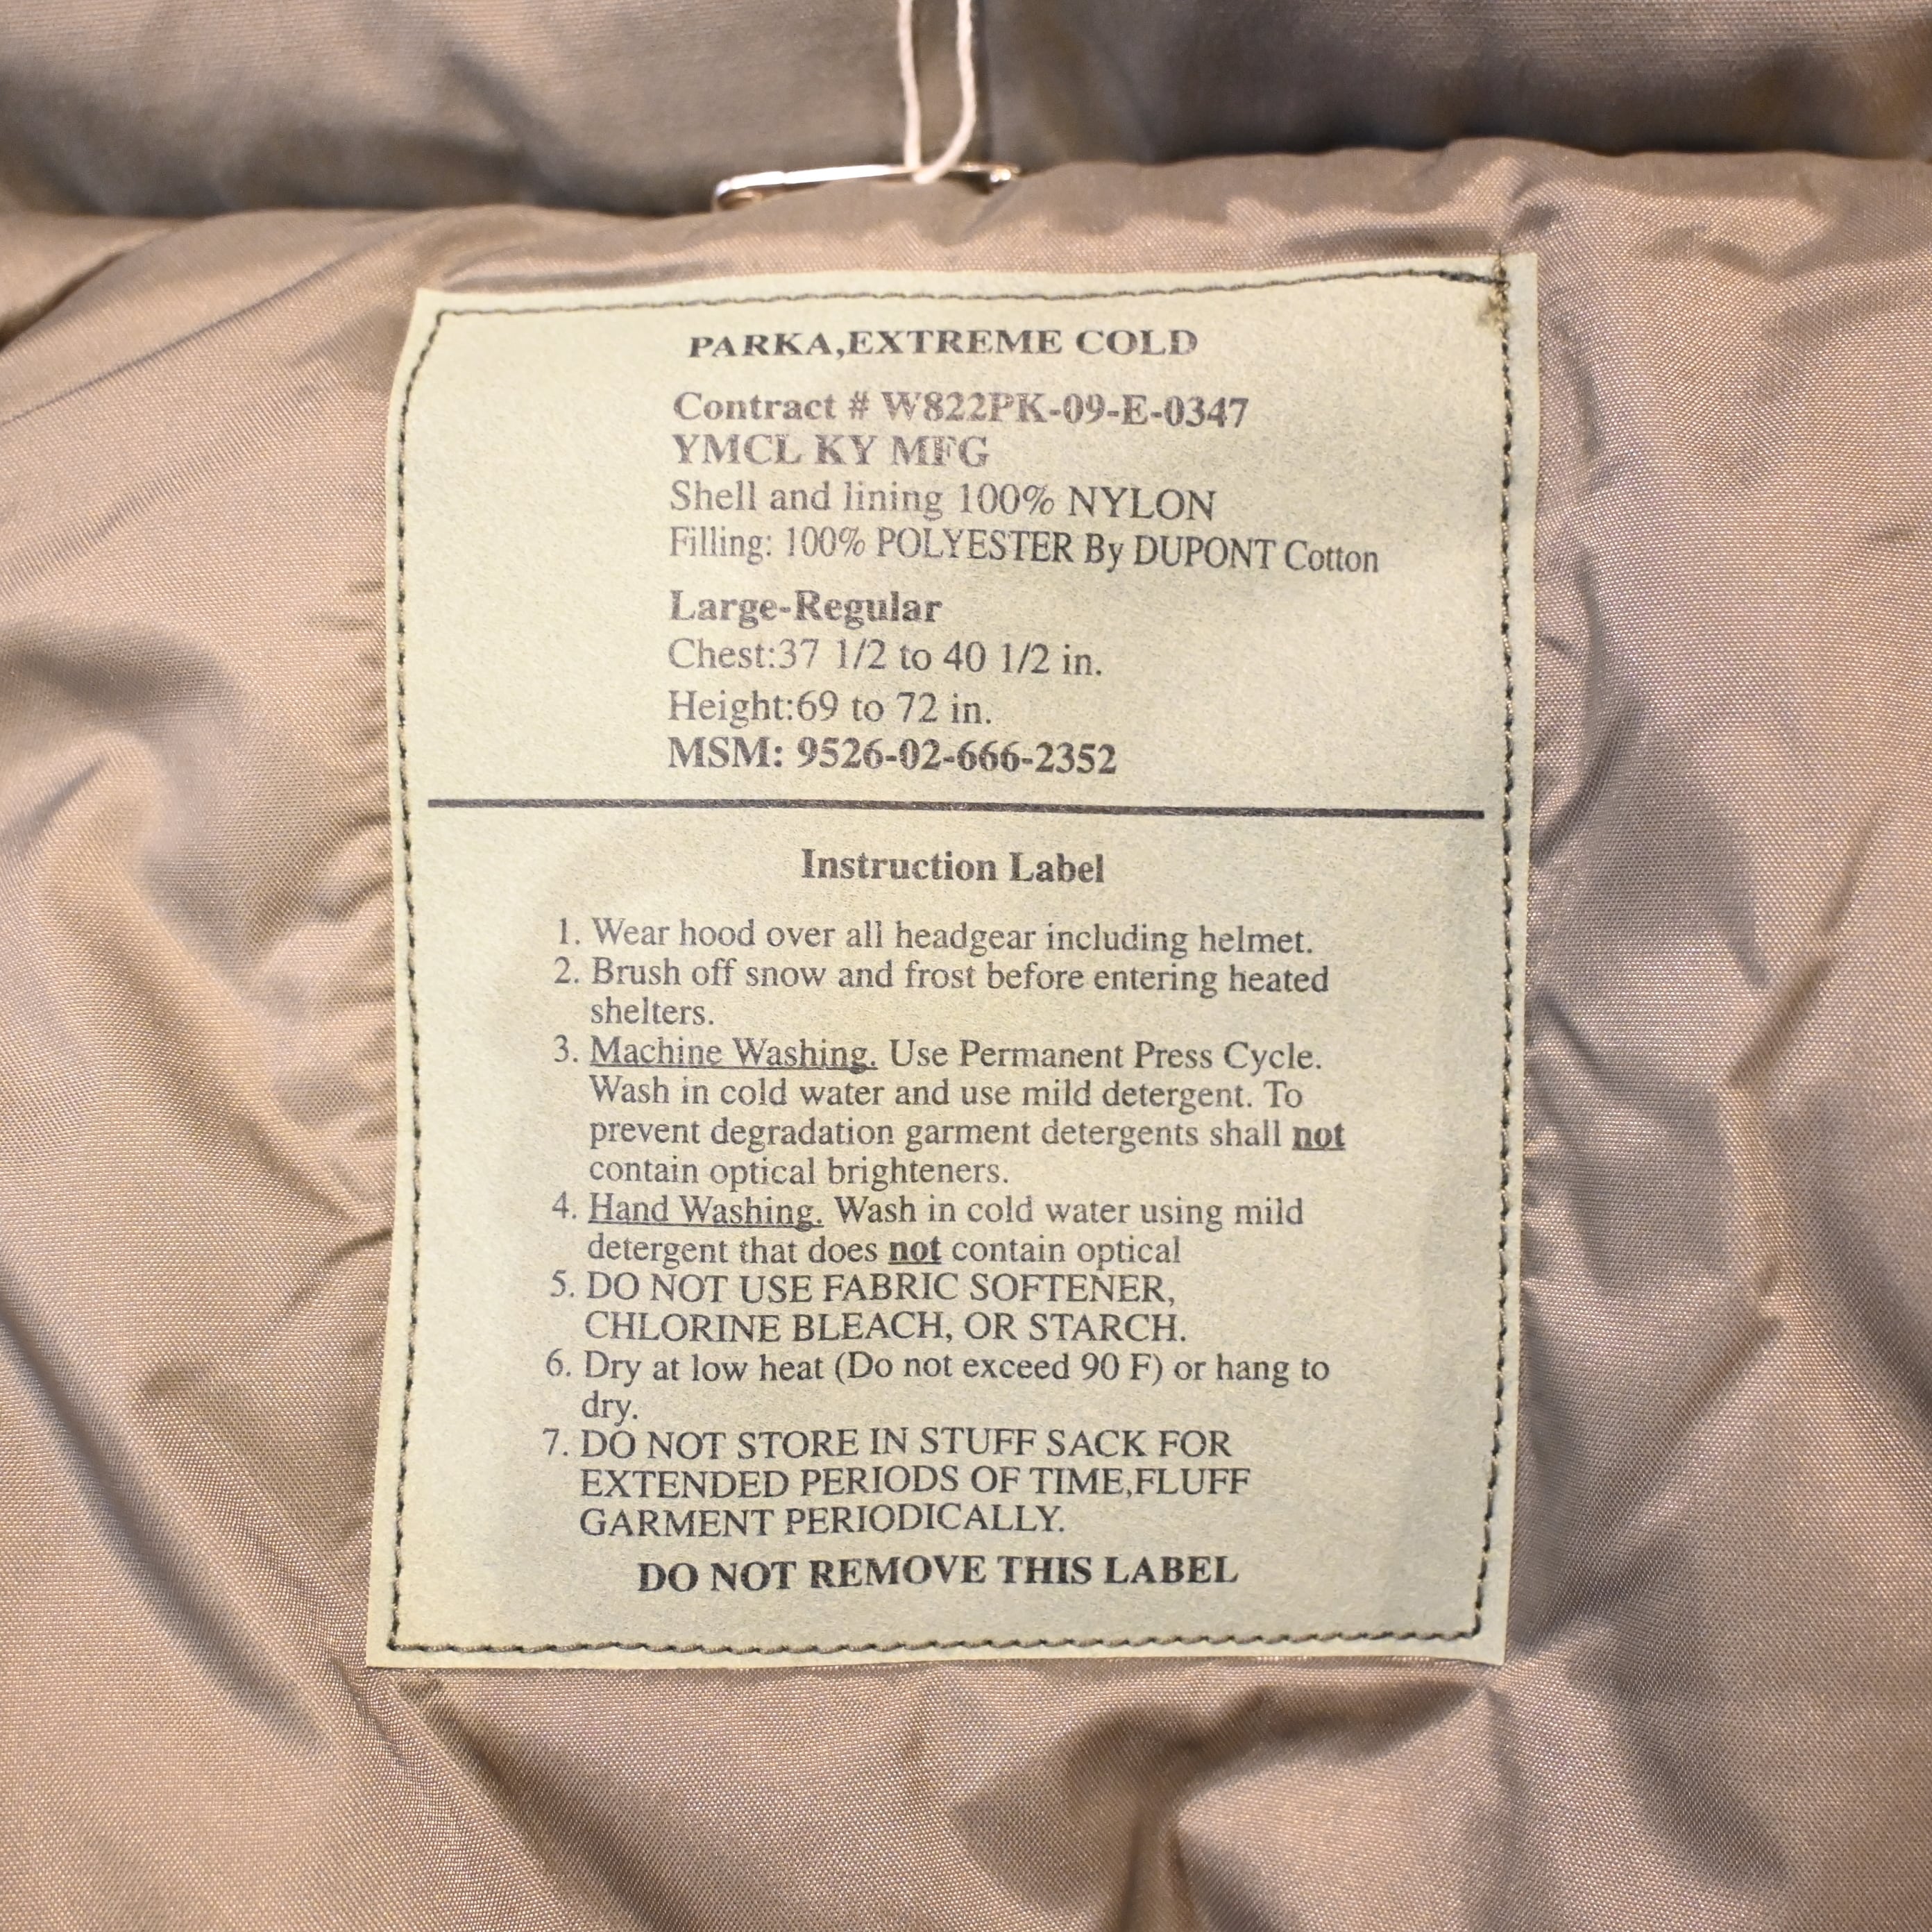 PARKA,EXTREME COLD
Contract # W822PK-09-E-0347
YMCL KY MFG
Shell and lining 100% NYLON
Filling: 100% POLYESTER By DUPONT Cotton
Large-Regular
Chest:37 1/2 to 40 1/2 in.
Height:69 to 72 in.
MSM: 9526-02-666-2352
Instruction Label
1. Wear hood over all headgear including helmet.
2. Brush off snow and frost before entering heated
shelters.
3. Machine Washing. Use Permanent Press Cycle.
Wash in cold water and use mild detergent. To
prevent degradation garment detergents shall not
contain optical brighteners.
4. Hand Washing. Wash in cold water using mild
detergent that does not contain optical
5. DO NOT USE FABRIC SOFTENER,
CHLORINE BLEACH, OR STARCH.
6. Dry at low heat (Do not exceed 90 F) or hang to
dry.
7. DO NOT STORE IN STUFF SACK FOR
EXTENDED PERIODS OF TIME,FLUFF
GARMENT PERIODICALLY.
DO NOT REMOVE THIS LABEL